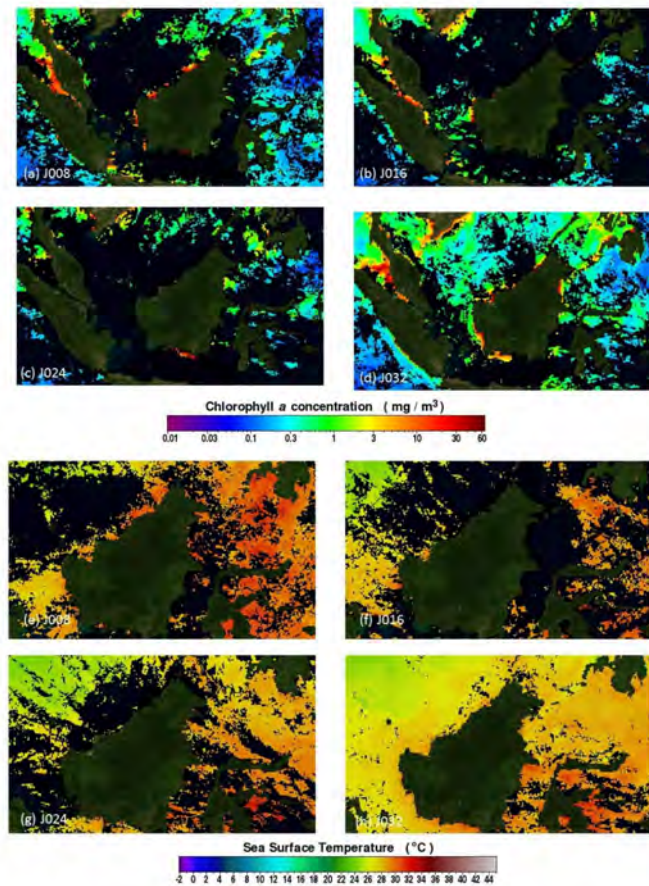 (a) J008
(b) J016
(c) J024
(d) J032
Chlorophyll a concentration ( mg / m³ )
0.01 0.03 0.1 0.3 1 3 10 30 60
(e) J008
(f) J016
(g) J024
(h) J032
Sea Surface Temperature (°C)
-2 0 2 4 6 8 10 12 14 16 18 20 22 24 26 28 30 32 34 36 38 40 42 44